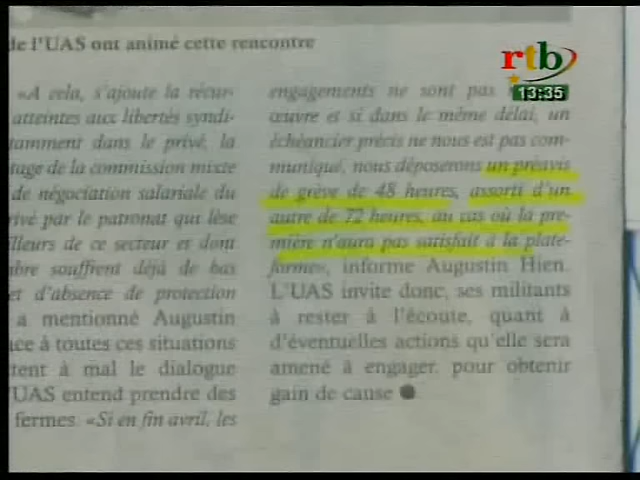 de l'UAS ont animé cette rencontre
«A cela, s'ajoute la récur-
atteintes aux libertés syndi-
tamment dans le privé, la
tage de la commission mixte
de négociation salariale du
ivé par le patronat qui lèse
illeurs de ce secteur et dont
bre souffrent déjà de bas
et d'absence de protection
a mentionné Augustin
ace à toutes ces situations
tent à mal le dialogue
'UAS entend prendre des
fermes. «Si en fin avril, les
engagements ne sont pas
œuvre et si dans le même délai, un
échéancier précis ne nous est pas com-
muniqué, nous déposerons un préavis
de grève de 48 heures, assorti d'un
autre de 72 heures, au cas où la pre-
mière n'aura pas satisfait à la plate-
forme», informe Augustin Hien.
L'UAS invite donc, ses militants
à rester à l'écoute, quant à
d'éventuelles actions qu'elle sera
amené à engager, pour obtenir
gain de cause
rtb
13:35